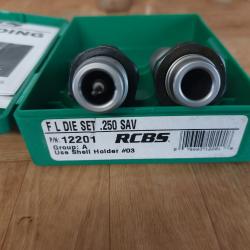 DING
F L DIE SET .250 SAV
P/N: 12201 RCBS
Group: A
Use Shell Holder #03